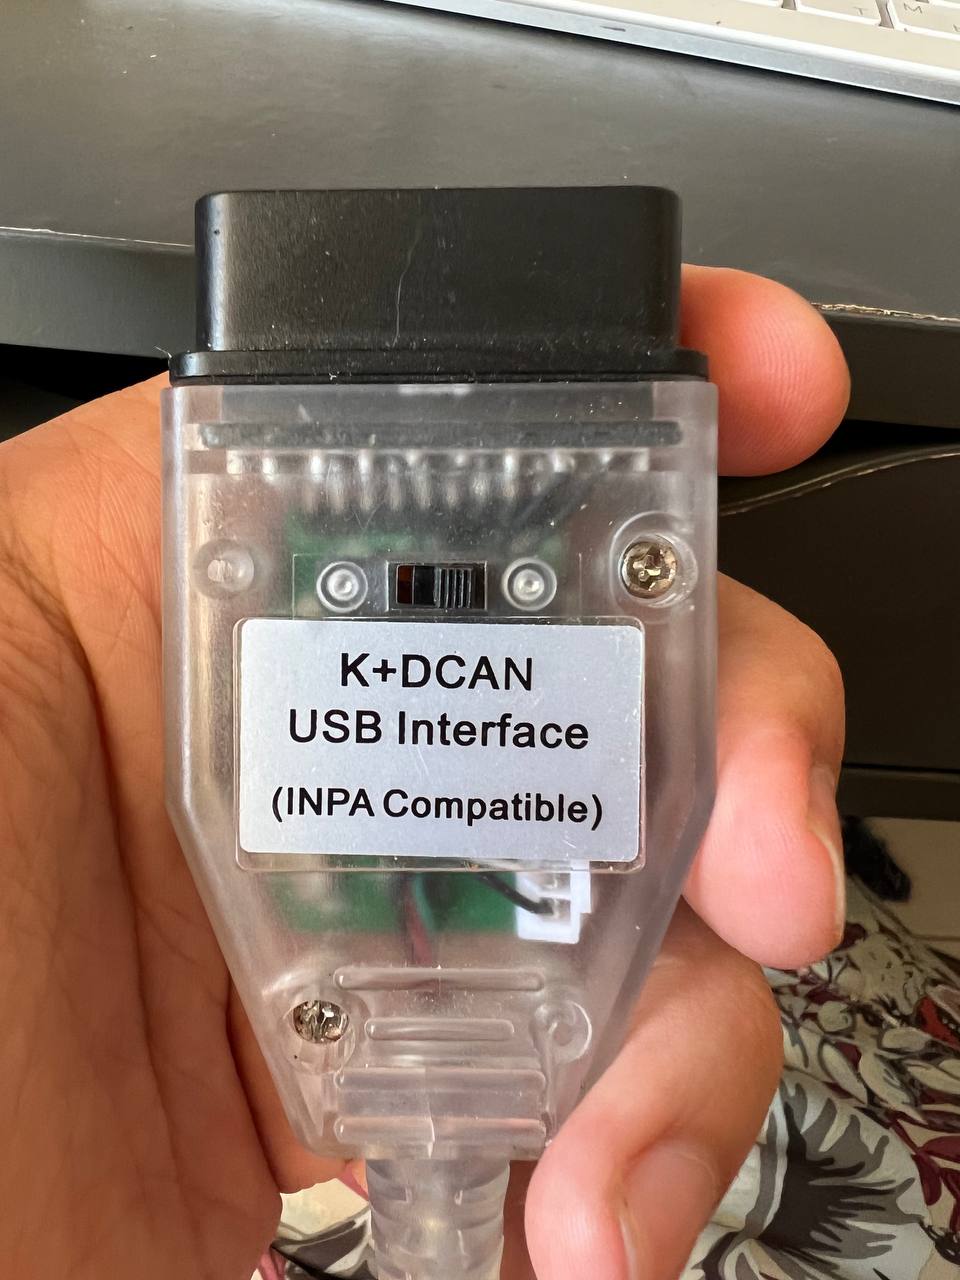 K+DCAN
USB Interface
(INPA Compatible)